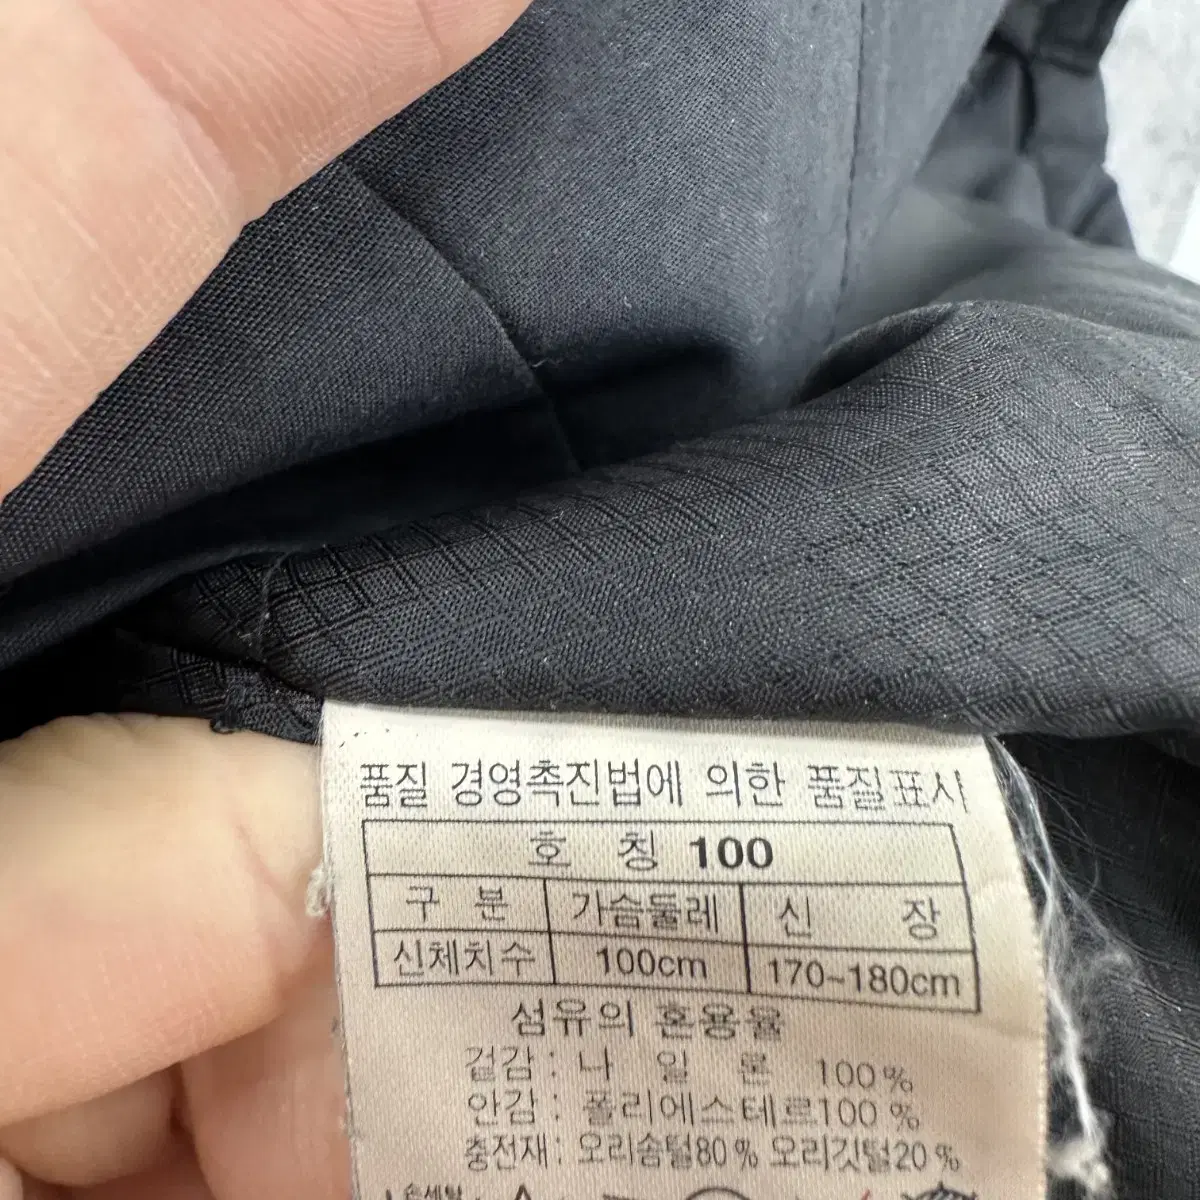 품질 경영촉진법에 의한 품질표시
호 칭 100
구 분 가슴둘레 신 장
신체치수 100cm 170~180cm
섬유의 혼용율
겉감 : 나 일 론 100%
안감 : 폴리에스테르100%
충전재 : 오리솜털80% 오리깃털20%
손세탁